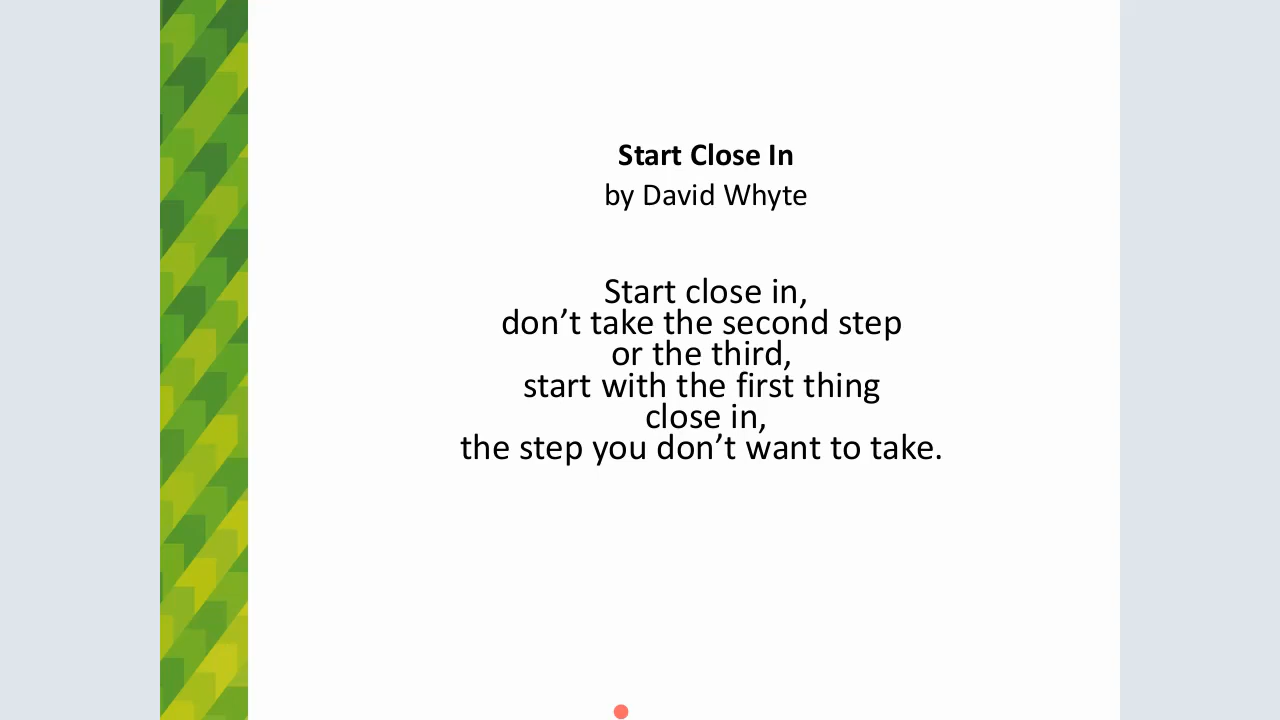 Start Close In
by David Whyte
Start close in,
don’t take the second step
or the third,
start with the first thing
close in,
the step you don’t want to take.